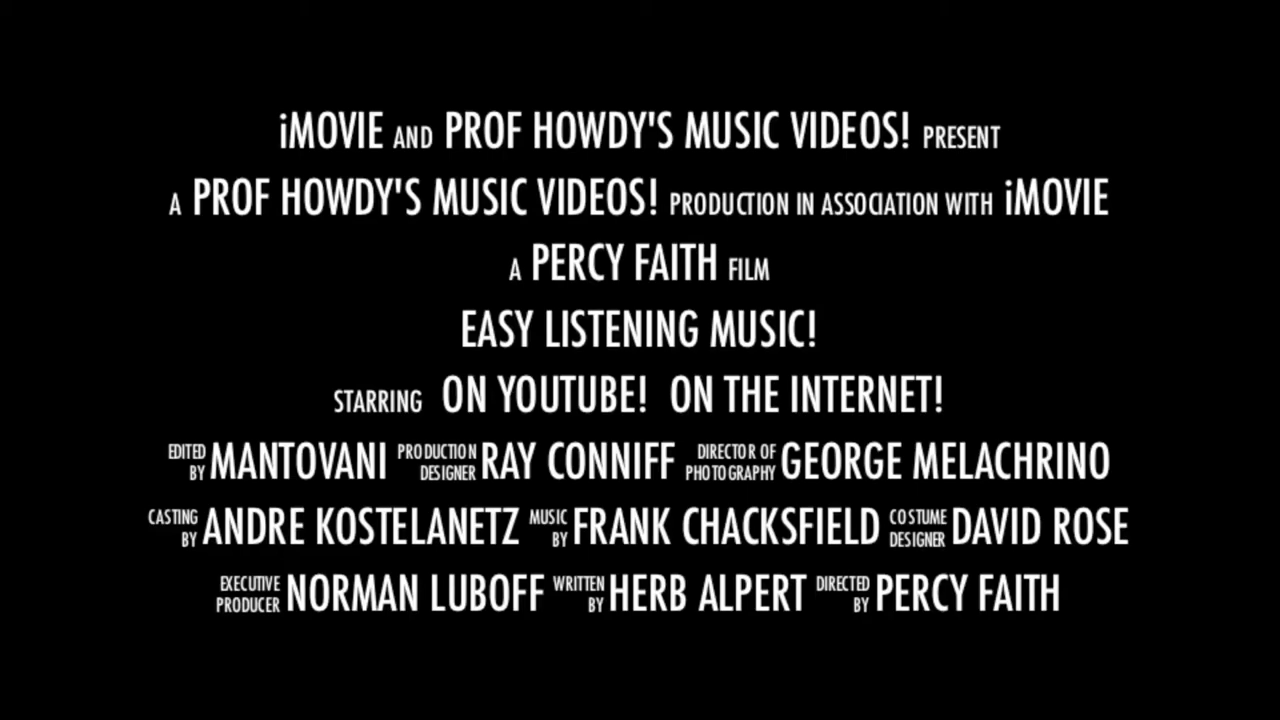 iMOVIE AND PROF HOWDY'S MUSIC VIDEOS! PRESENT
A PROF HOWDY'S MUSIC VIDEOS! PRODUCTION IN ASSOCIATION WITH iMOVIE
A PERCY FAITH FILM
EASY LISTENING MUSIC!
STARRING ON YOUTUBE! ON THE INTERNET!
EDITED BY MANTOVANI PRODUCTION DESIGNER RAY CONNIFF DIRECTOR OF PHOTOGRAPHY GEORGE MELACHRINO
CASTING BY ANDRE KOSTELANETZ MUSIC BY FRANK CHACKSFIELD COSTUME DESIGNER DAVID ROSE
EXECUTIVE PRODUCER NORMAN LUBOFF WRITTEN BY HERB ALPERT DIRECTED BY PERCY FAITH